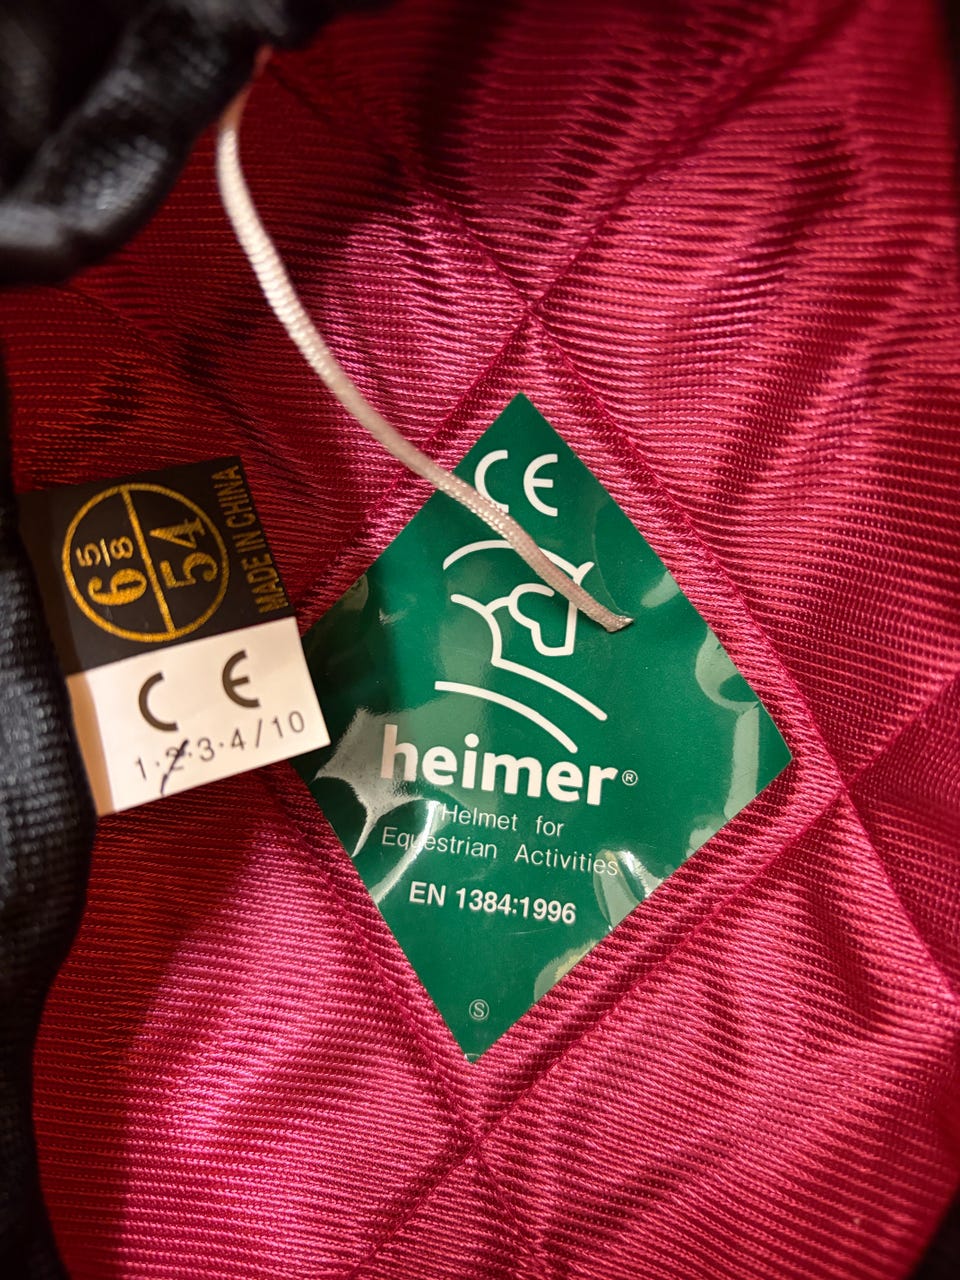 6 5/8
54
MADE IN CHINA
CE
1·2·3·4/10
CE
heimer®
Helmet for
Equestrian Activities
EN 1384:1996
Ⓢ